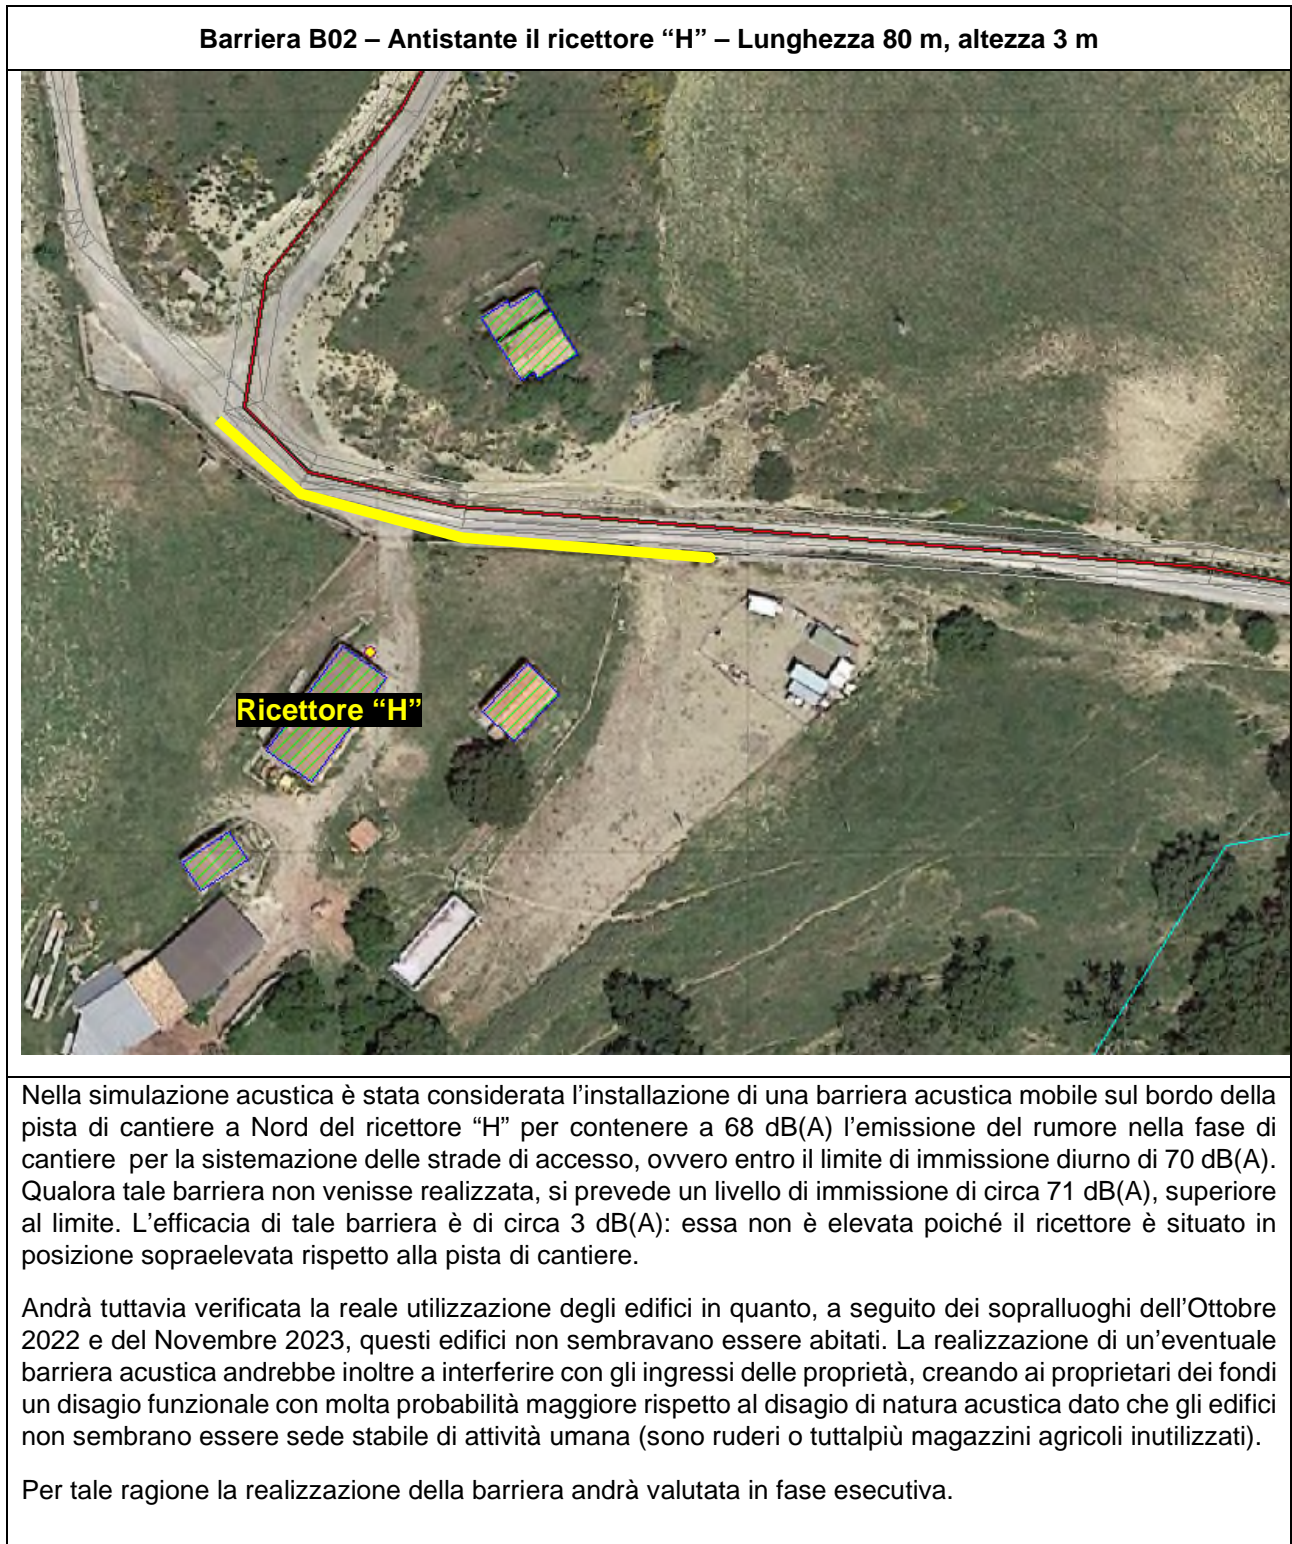 Barriera B02 – Antistante il ricettore “H” – Lunghezza 80 m, altezza 3 m
Ricettore “H”
Nella simulazione acustica è stata considerata l’installazione di una barriera acustica mobile sul bordo della
pista di cantiere a Nord del ricettore “H” per contenere a 68 dB(A) l’emissione del rumore nella fase di
cantiere  per la sistemazione delle strade di accesso, ovvero entro il limite di immissione diurno di 70 dB(A).
Qualora tale barriera non venisse realizzata, si prevede un livello di immissione di circa 71 dB(A), superiore
al limite. L’efficacia di tale barriera è di circa 3 dB(A): essa non è elevata poiché il ricettore è situato in
posizione sopraelevata rispetto alla pista di cantiere.
Andrà tuttavia verificata la reale utilizzazione degli edifici in quanto, a seguito dei sopralluoghi dell’Ottobre
2022 e del Novembre 2023, questi edifici non sembravano essere abitati. La realizzazione di un’eventuale
barriera acustica andrebbe inoltre a interferire con gli ingressi delle proprietà, creando ai proprietari dei fondi
un disagio funzionale con molta probabilità maggiore rispetto al disagio di natura acustica dato che gli edifici
non sembrano essere sede stabile di attività umana (sono ruderi o tuttalpiù magazzini agricoli inutilizzati).
Per tale ragione la realizzazione della barriera andrà valutata in fase esecutiva.